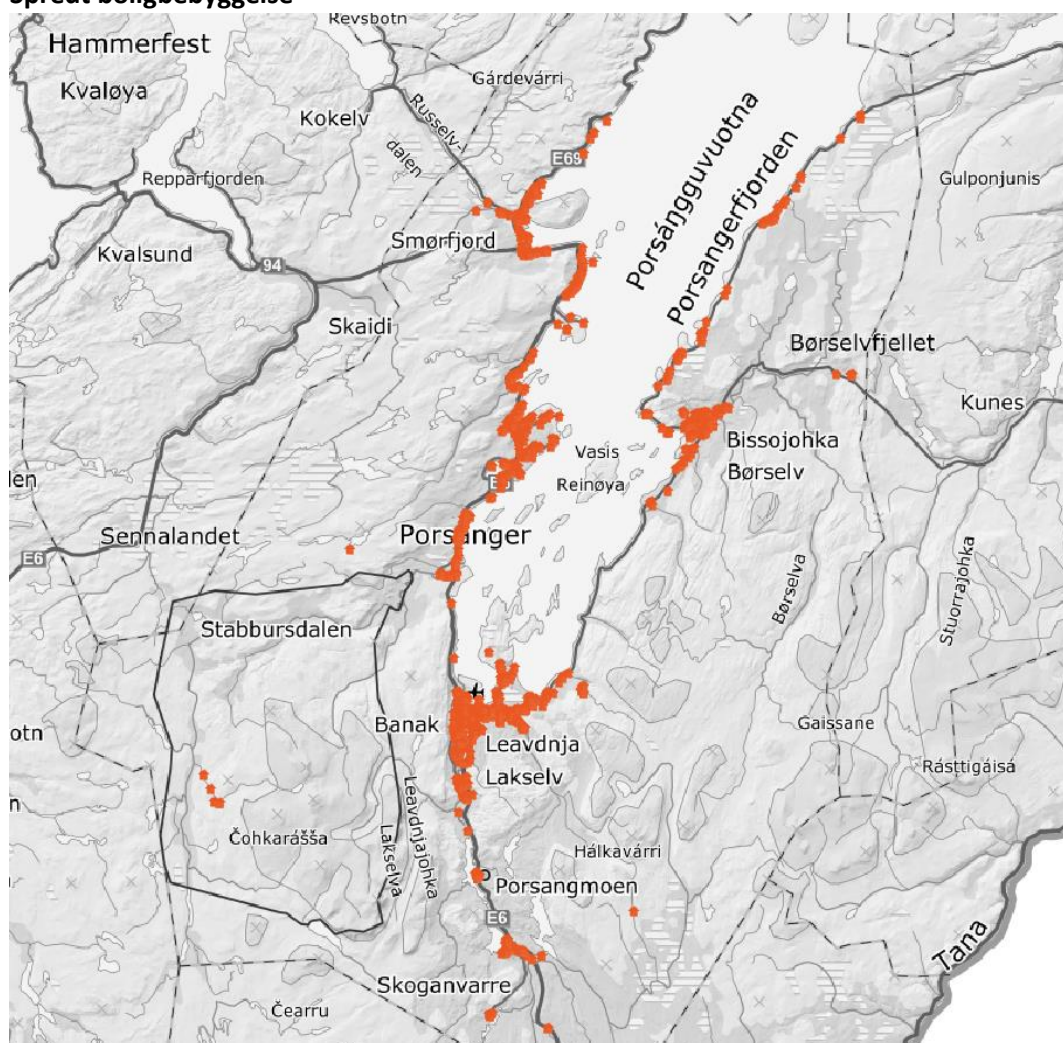 Spredt boligbebyggelse
Revsbotn
Hammerfest
Kvaløya
Gárdevárri
Kokelv
Russelv-
dalen
E69
Porsáŋgguvuotna
Porsangerfjorden
Repparfjorden
Gulponjunis
Kvalsund
Smørfjord
94
Skaidi
Børselvfjellet
Kunes
Bissojohka
Børselv
Vasis
Reinøya
len
E6
Sennalandet
Porsanger
E6
Børselva
Stuorrajohka
Stabbursdalen
Banak
Leavdnja
Lakselv
Gaissane
otn
Rásttigáisá
n
Čohkarášša
Lakselva
Leavdnjajohka
Hálkavárri
Porsangmoen
E6
Tana
Skoganvarre
Čearru